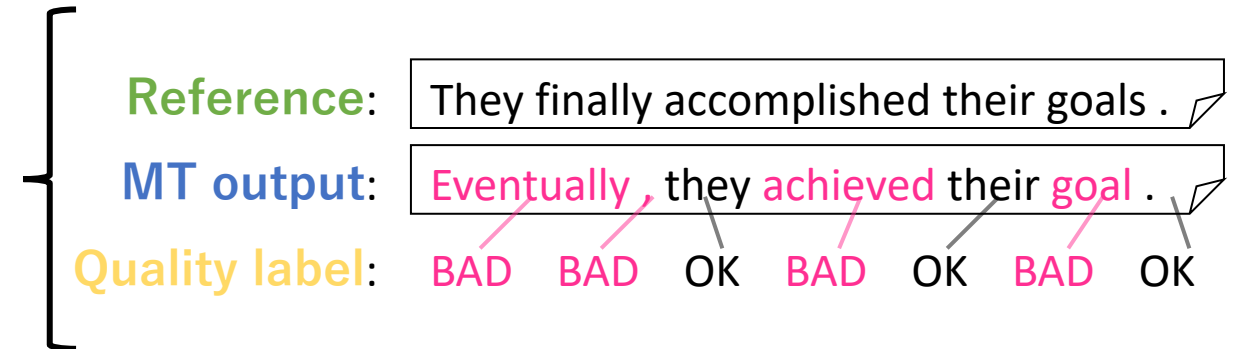 Reference: They finally accomplished their goals .
MT output: Eventually , they achieved their goal .
Quality label: BAD BAD OK BAD OK BAD OK